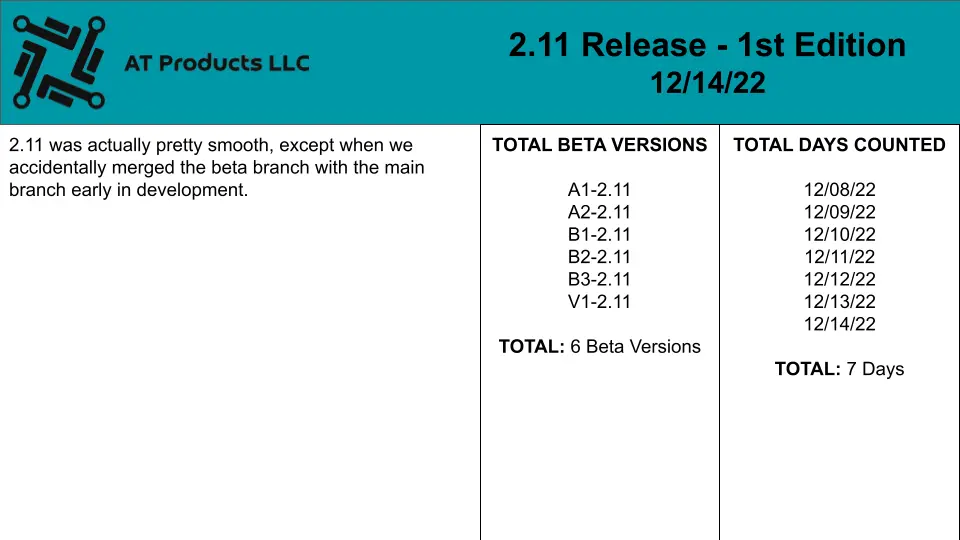 AT Products LLC
2.11 Release - 1st Edition
12/14/22
2.11 was actually pretty smooth, except when we
accidentally merged the beta branch with the main
branch early in development.
TOTAL BETA VERSIONS
A1-2.11
A2-2.11
B1-2.11
B2-2.11
B3-2.11
V1-2.11
TOTAL: 6 Beta Versions
TOTAL DAYS COUNTED
12/08/22
12/09/22
12/10/22
12/11/22
12/12/22
12/13/22
12/14/22
TOTAL: 7 Days